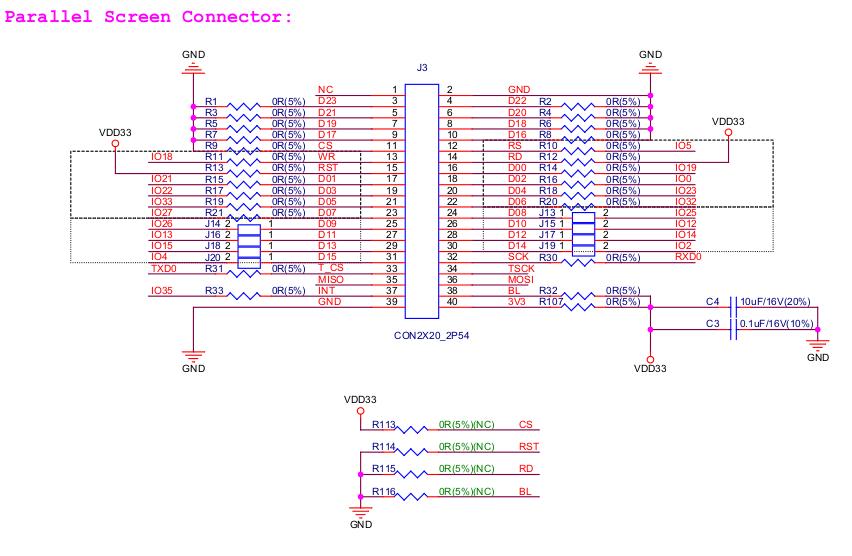 Parallel Screen Connector:
GND GND
J3
NC 1 2 GND
R1 0R(5%) D23 3 4 D22 R2 0R(5%)
R3 0R(5%) D21 5 6 D20 R4 0R(5%)
R5 0R(5%) D19 7 8 D18 R6 0R(5%)
VDD33 R7 0R(5%) D17 9 10 D16 R8 0R(5%) VDD33
R9 0R(5%) CS 11 12 RS R10 0R(5%) IO5
IO18 R11 0R(5%) WR 13 14 RD R12 0R(5%)
R13 0R(5%) RST 15 16 D00 R14 0R(5%) IO19
IO21 R15 0R(5%) D01 17 18 D02 R16 0R(5%) IO0
IO22 R17 0R(5%) D03 19 20 D04 R18 0R(5%) IO23
IO33 R19 0R(5%) D05 21 22 D06 R20 0R(5%) IO32
IO27 R21 0R(5%) D07 23 24 D08 J13 1 2 IO25
IO26 J14 2 1 D09 25 26 D10 J15 1 2 IO12
IO13 J16 2 1 D11 27 28 D12 J17 1 2 IO14
IO15 J18 2 1 D13 29 30 D14 J19 1 2 IO2
IO4 J20 2 1 D15 31 32 SCK R30 0R(5%) RXD0
TXD0 R31 0R(5%) T_CS 33 34 TSCK
MISO 35 36 MOSI
IO35 R33 0R(5%) INT 37 38 BL R32 0R(5%)
GND 39 40 3V3 R107 0R(5%) C4 10uF/16V(20%)
C3 0.1uF/16V(10%)
CON2X20_2P54
GND VDD33 GND
VDD33
R113 0R(5%)(NC) CS
R114 0R(5%)(NC) RST
R115 0R(5%)(NC) RD
R116 0R(5%)(NC) BL
GND